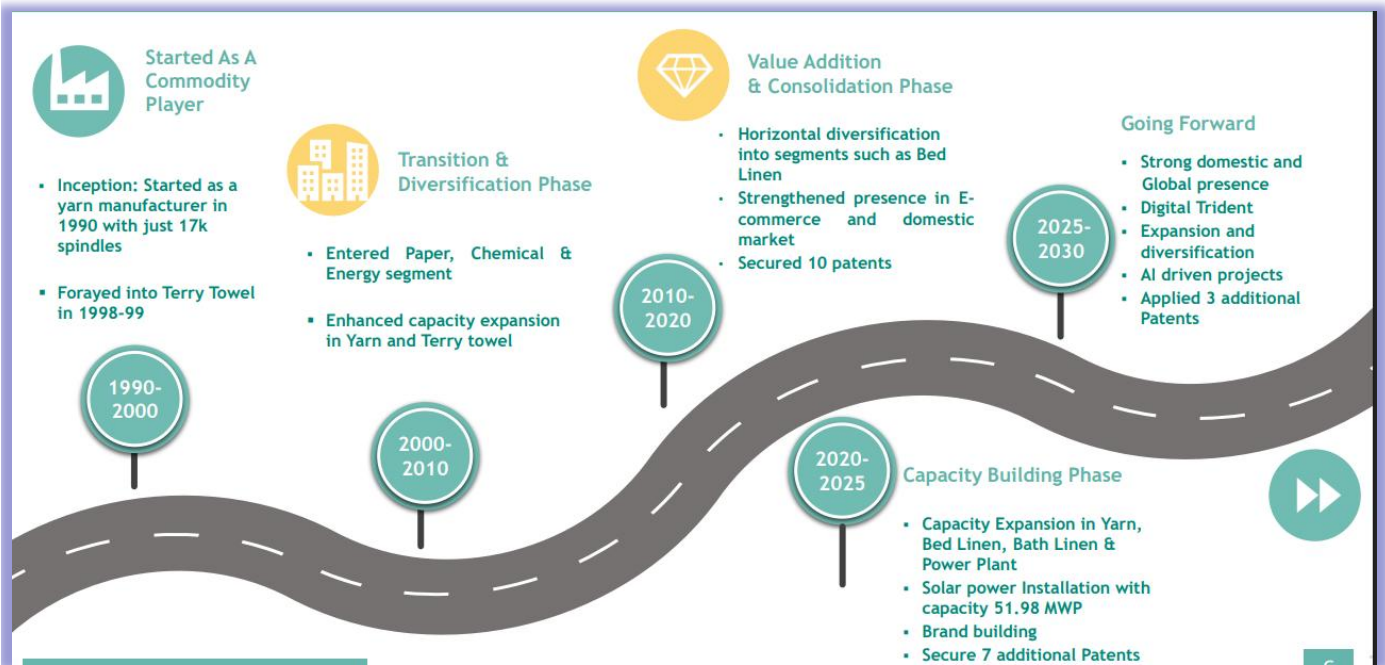 Started As A
Commodity
Player
▪ Inception: Started as a
yarn manufacturer in
1990 with just 17k
spindles
▪ Forayed into Terry Towel
in 1998-99
1990-
2000
Transition &
Diversification Phase
▪ Entered Paper, Chemical &
Energy segment
▪ Enhanced capacity expansion
in Yarn and Terry towel
2000-
2010
Value Addition
& Consolidation Phase
• Horizontal diversification
into segments such as Bed
Linen
• Strengthened presence in E-
commerce and domestic
market
• Secured 10 patents
2010-
2020
Capacity Building Phase
▪ Capacity Expansion in Yarn,
Bed Linen, Bath Linen &
Power Plant
▪ Solar power Installation with
capacity 51.98 MWP
▪ Brand building
▪ Secure 7 additional Patents
2020-
2025
Going Forward
▪ Strong domestic and
Global presence
▪ Digital Trident
▪ Expansion and
diversification
▪ AI driven projects
▪ Applied 3 additional
Patents
2025-
2030